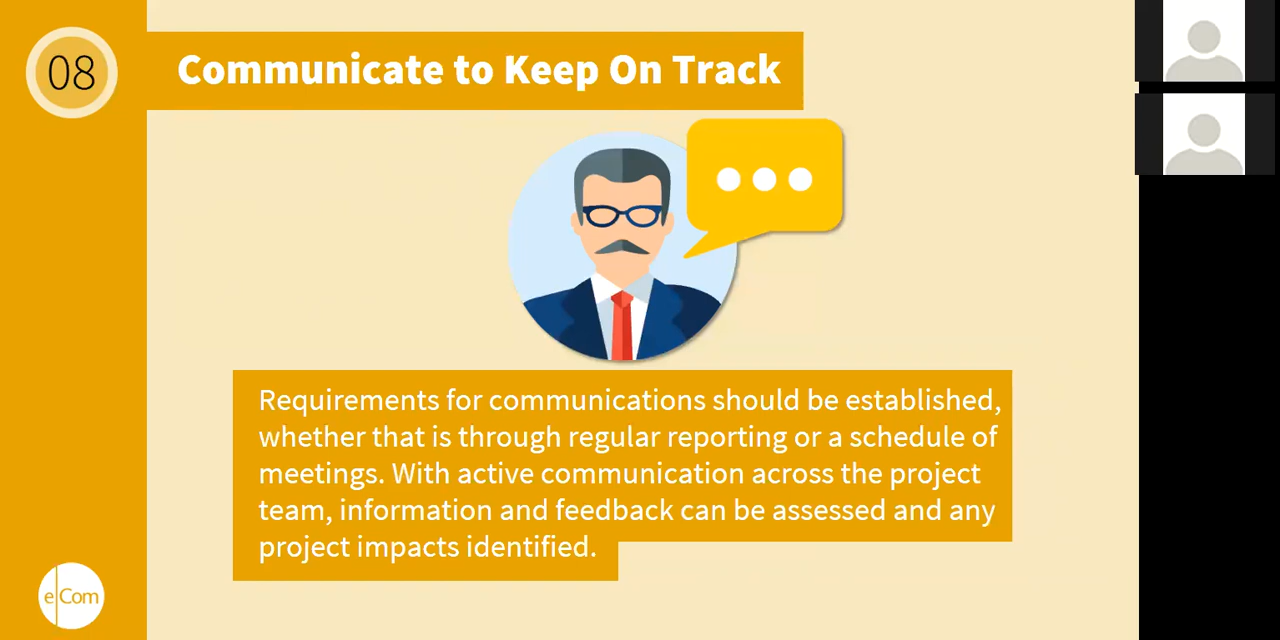 08
Communicate to Keep On Track
Requirements for communications should be established,
whether that is through regular reporting or a schedule of
meetings. With active communication across the project
team, information and feedback can be assessed and any
project impacts identified.
e Com